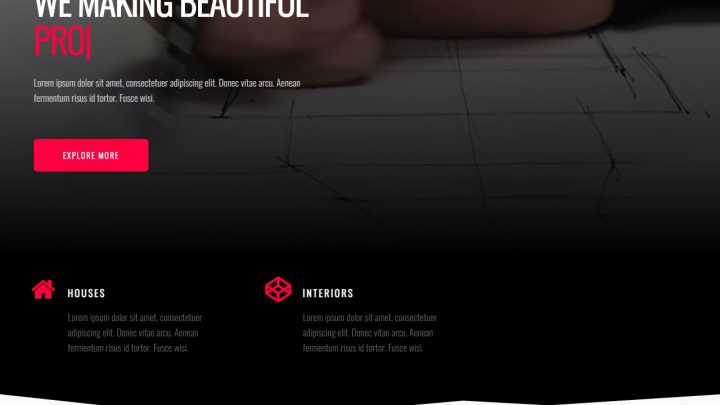 WE MAKING BEAUTIFUL
PRO|
Lorem ipsum dolor sit amet, consectetuer adipiscing elit. Donec vitae arcu. Aenean
fermentum risus id tortor. Fusce wisi.
EXPLORE MORE
HOUSES
Lorem ipsum dolor sit amet, consectetuer
adipiscing elit. Donec vitae arcu. Aenean
fermentum risus id tortor. Fusce wisi.
INTERIORS
Lorem ipsum dolor sit amet, consectetuer
adipiscing elit. Donec vitae arcu. Aenean
fermentum risus id tortor. Fusce wisi.